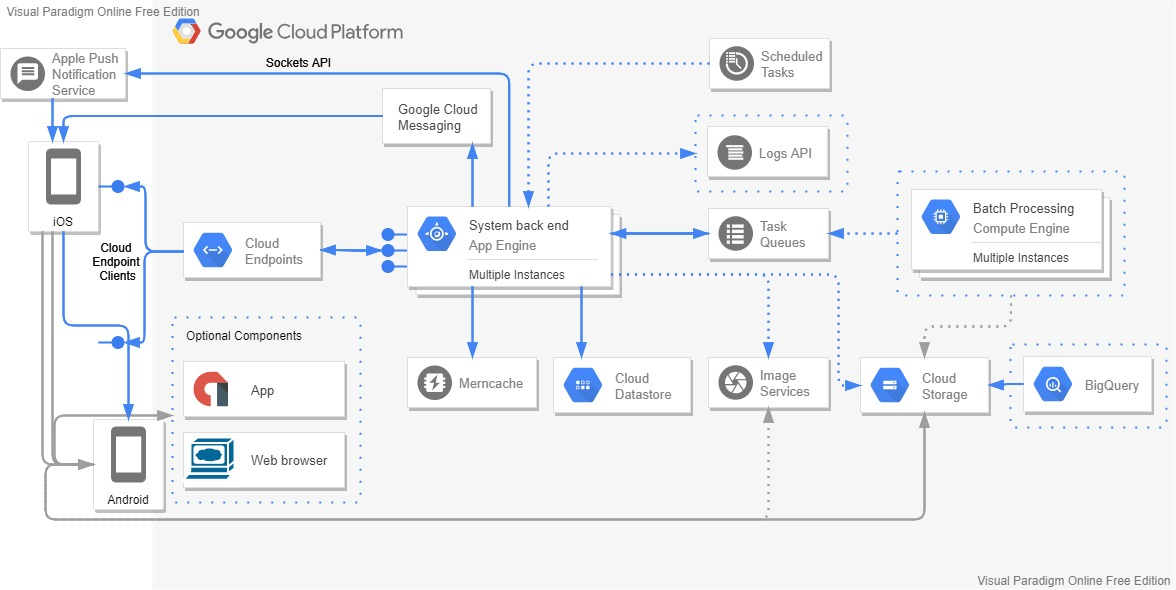 Visual Paradigm Online Free Edition
Google Cloud Platform
Apple Push
Notification
Service
Sockets API
Scheduled
Tasks
Google Cloud
Messaging
Logs API
iOS
Cloud
Endpoint
Clients
Cloud
Endpoints
System back end
App Engine
Multiple Instances
Task
Queues
Batch Processing
Compute Engine
Multiple Instances
Optional Components
App
Web browser
Merncache
Cloud
Datastore
Image
Services
Cloud
Storage
BigQuery
Android
Visual Paradigm Online Free Edition